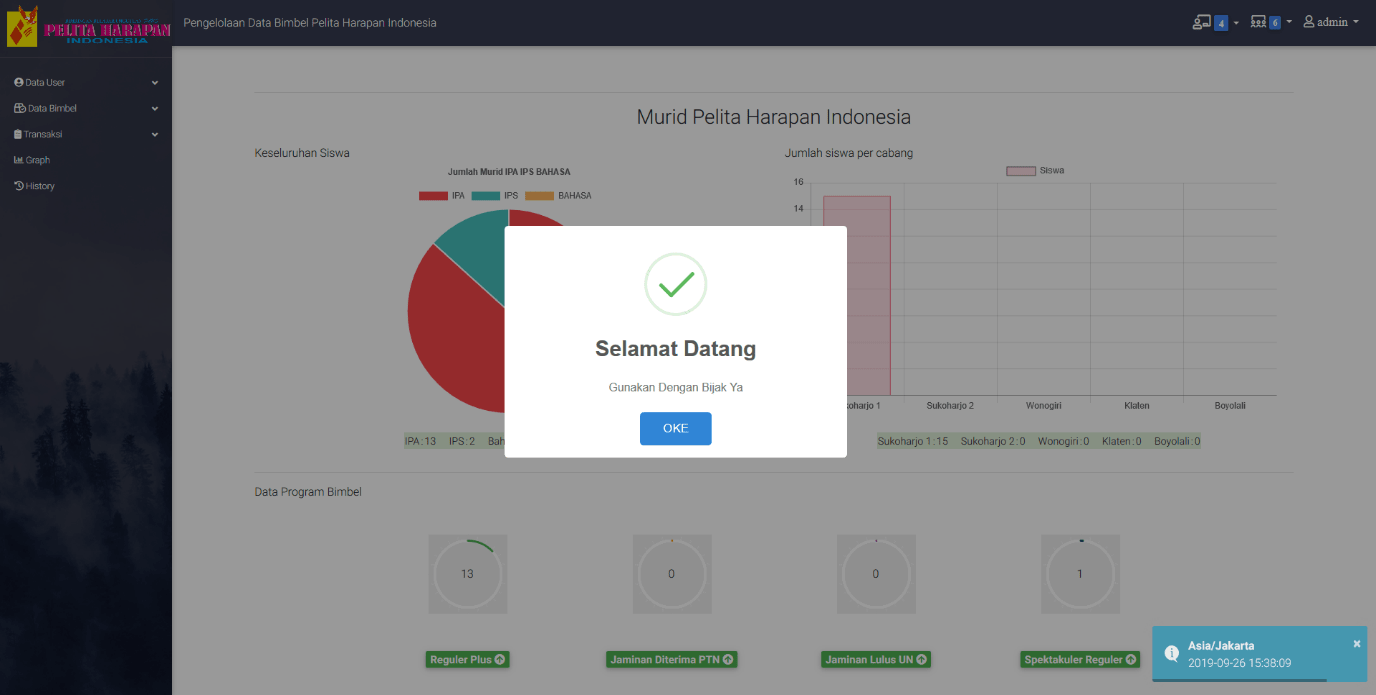 PELITA HARAPAN
INDONESIA
Pengelolaan Data Bimbel Pelita Harapan Indonesia
4
6
admin
Data User
Data Bimbel
Transaksi
Graph
History
Murid Pelita Harapan Indonesia
Keseluruhan Siswa
Jumlah Murid IPA IPS BAHASA
IPA IPS BAHASA
Jumlah siswa per cabang
Siswa
16
14
Selamat Datang
Gunakan Dengan Bijak Ya
OKE
oharjo 1 Sukoharjo 2 Wonogiri Klaten Boyolali
IPA:13 IPS:2 Bah
Sukoharjo 1:15 Sukoharjo 2:0 Wonogiri:0 Klaten:0 Boyolali:0
Data Program Bimbel
13 0 0 1
Reguler Plus Jaminan Diterima PTN Jaminan Lulus UN Spektakuler Reguler
Asia/Jakarta
×
2019-09-26 15:38:09